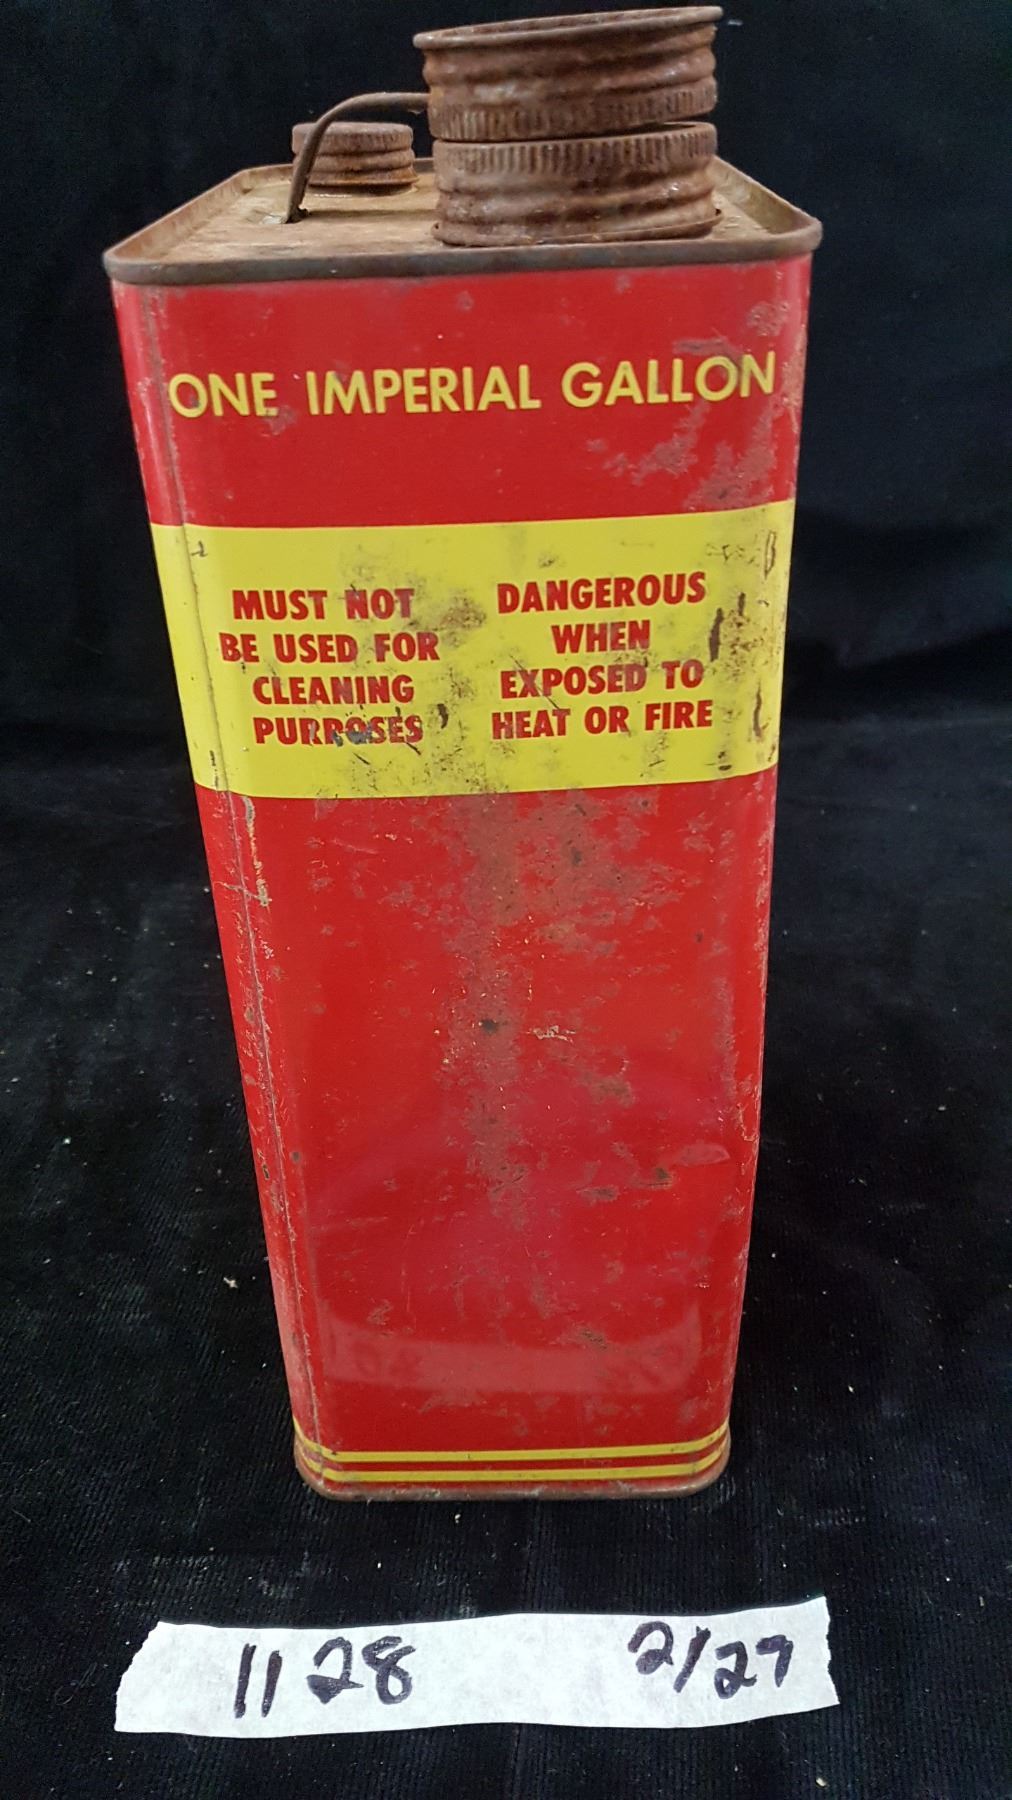 ONE IMPERIAL GALLON
MUST NOT
BE USED FOR
CLEANING
PURPOSES
DANGEROUS
WHEN
EXPOSED TO
HEAT OR FIRE
1128 2/27